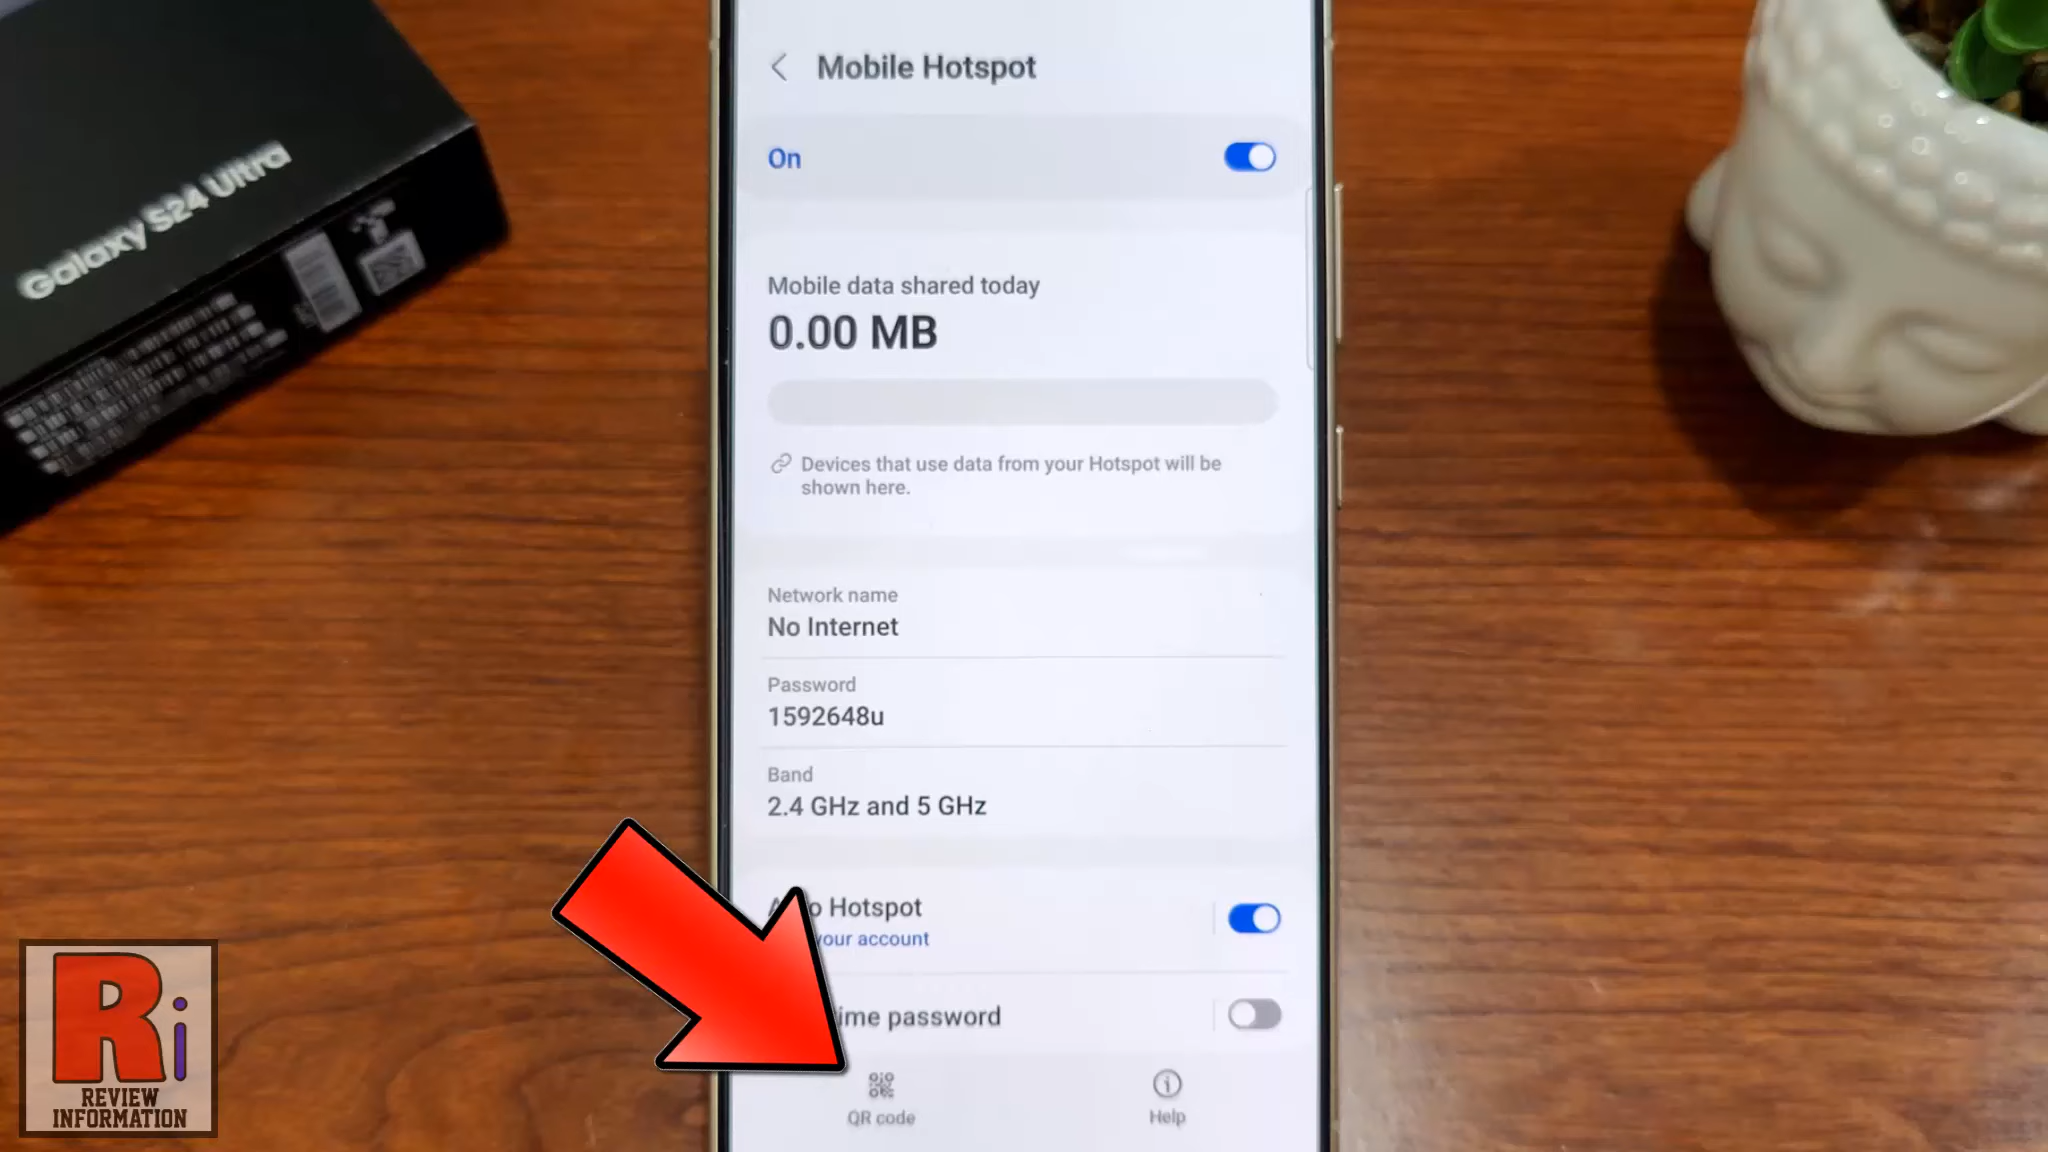 Galaxy S24 Ultra
Mobile Hotspot
On
Mobile data shared today
0.00 MB
Devices that use data from your Hotspot will be
shown here.
Network name
No Internet
Password
1592648u
Band
2.4 GHz and 5 GHz
Hotspot
your account
password
QR code
Help
Ri
REVIEW
INFORMATION